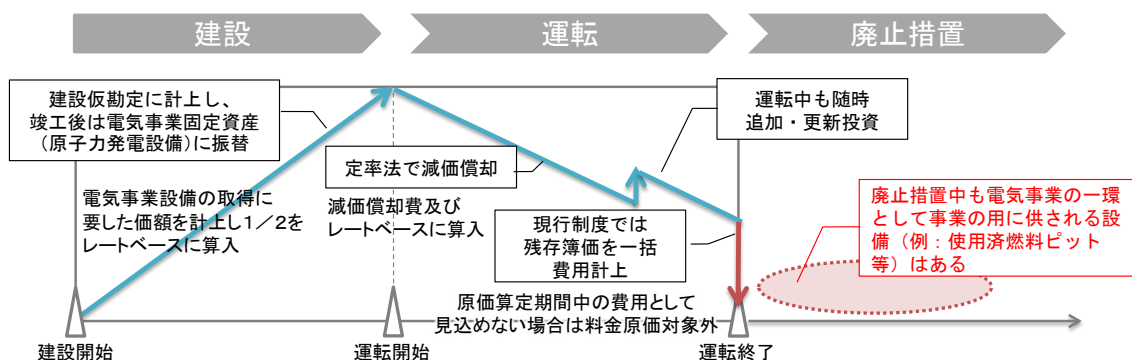 建設
運転
廃止措置
建設仮勘定に計上し、
竣工後は電気事業固定資産
(原子力発電設備)に振替
運転中も随時
追加・更新投資
定率法で減価償却
電気事業設備の取得に
要した価額を計上し1/2を
レートベースに算入
減価償却費及び
レートベースに算入
現行制度では
残存簿価を一括
費用計上
廃止措置中も電気事業の一環
として事業の用に供される設
備(例:使用済燃料ピット
等)はある
原価算定期間中の費用として
見込めない場合は料金原価対象外
建設開始
運転開始
運転終了